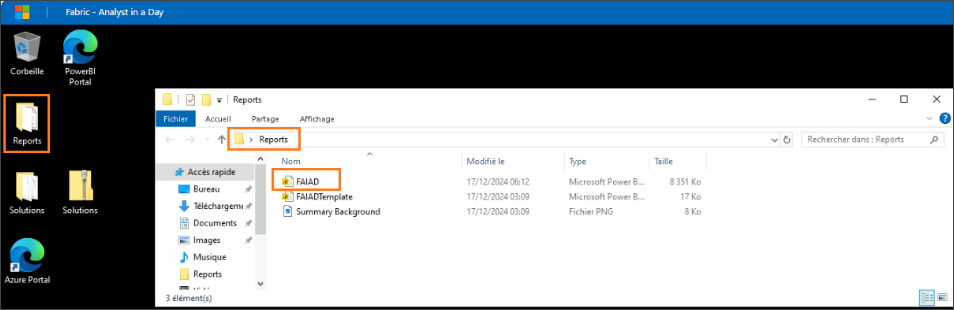 Fabric - Analyst in a Day
Corbeille
PowerBI
Portal
Reports
Solutions
Solutions
Azure Portal
Reports
Fichier
Accueil
Partage
Affichage
Reports
Rechercher dans : Reports
Accès rapide
Bureau
Téléchargeme
Documents
Images
Musique
Reports
Nom
Modifié le
Type
Taille
FAIAD
17/12/2024 06:12
Microsoft Power B...
8 351 Ko
FAIADTemplate
17/12/2024 03:09
Microsoft Power B...
17 Ko
Summary Background
17/12/2024 03:09
Fichier PNG
8 Ko
3 élément(s)